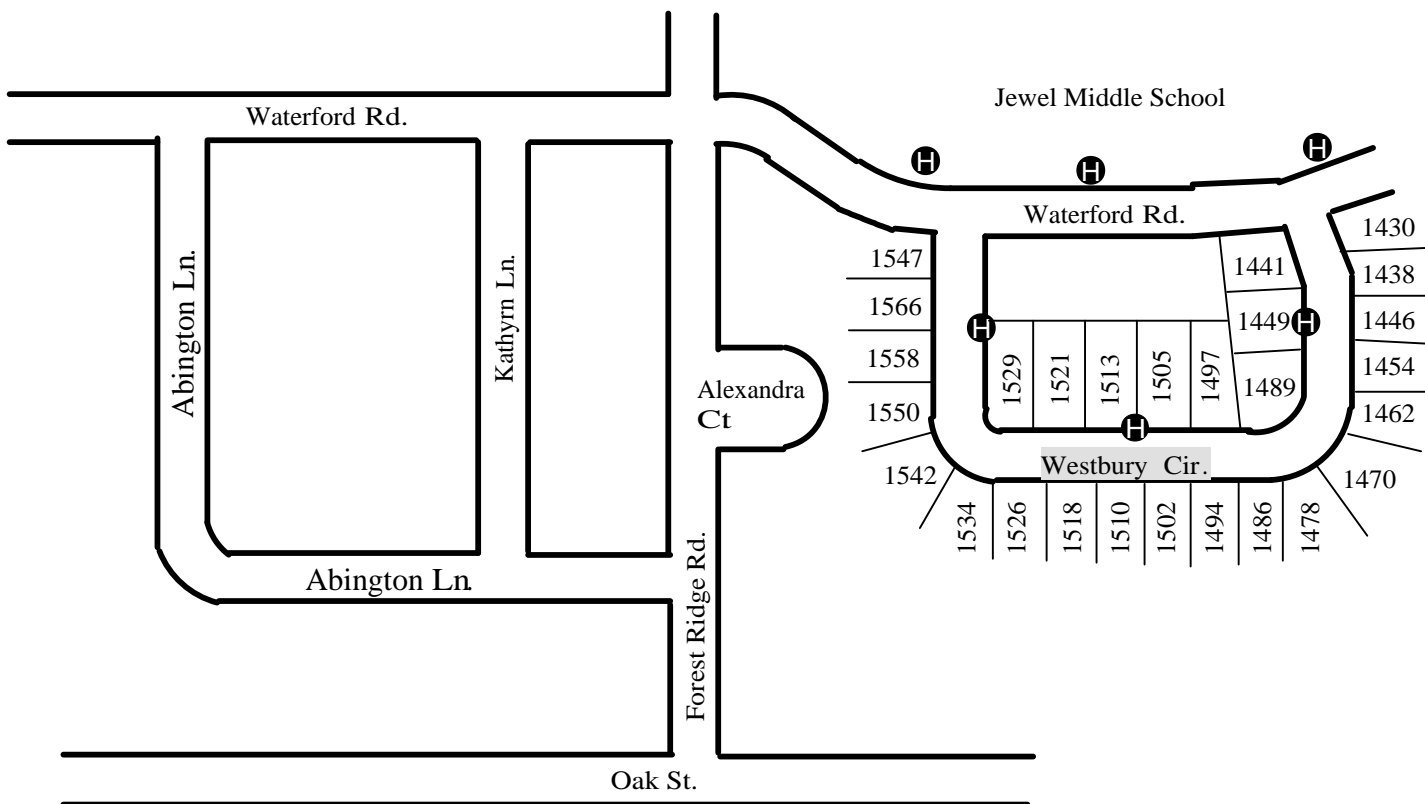 Jewel Middle School
Waterford Rd.
H
H
H
Waterford Rd.
1547
1566
1558
1550
1542
1534
1526
1518
1510
1502
1494
1486
1478
1470
1462
1454
1446
1438
1430
1441
1449
1489
1497
1505
1513
1521
1529
H
H
H
Westbury Cir.
Abington Ln.
Kathyrn Ln.
Alexandra
Ct
Abington Ln.
Forest Ridge Rd.
Oak St.